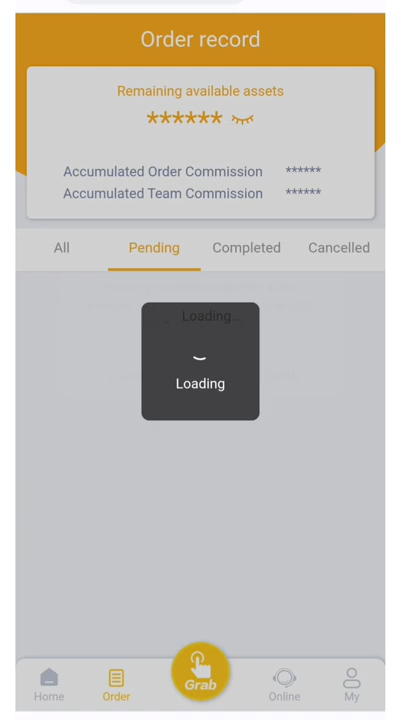 Order record
Remaining available assets
******
Accumulated Order Commission ******
Accumulated Team Commission ******
All Pending Completed Cancelled
Loading...
Loading
Home Order Grab Online My